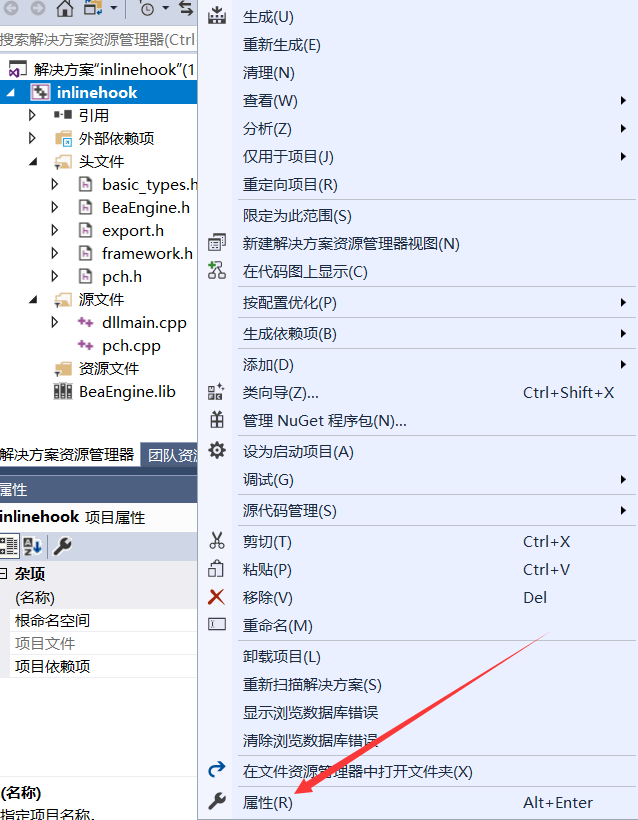 搜索解决方案资源管理器(Ctrl
解决方案"inlinehook"(1
inlinehook
引用
外部依赖项
头文件
basic_types.h
BeaEngine.h
export.h
framework.h
pch.h
源文件
dllmain.cpp
pch.cpp
资源文件
BeaEngine.lib
解决方案资源管理器
团队资
属性
inlinehook 项目属性
杂项
(名称)
根命名空间
项目文件
项目依赖项
(名称)
指定项目名称。
生成(U)
重新生成(E)
清理(N)
查看(W)
分析(Z)
仅用于项目(J)
重定向项目(R)
限定为此范围(S)
新建解决方案资源管理器视图(N)
在代码图上显示(C)
按配置优化(P)
生成依赖项(B)
添加(D)
类向导(Z)... Ctrl+Shift+X
管理 NuGet 程序包(N)...
设为启动项目(A)
调试(G)
源代码管理(S)
剪切(T) Ctrl+X
粘贴(P) Ctrl+V
移除(V) Del
重命名(M)
卸载项目(L)
重新扫描解决方案(S)
显示浏览数据库错误
清除浏览数据库错误
在文件资源管理器中打开文件夹(X)
属性(R) Alt+Enter